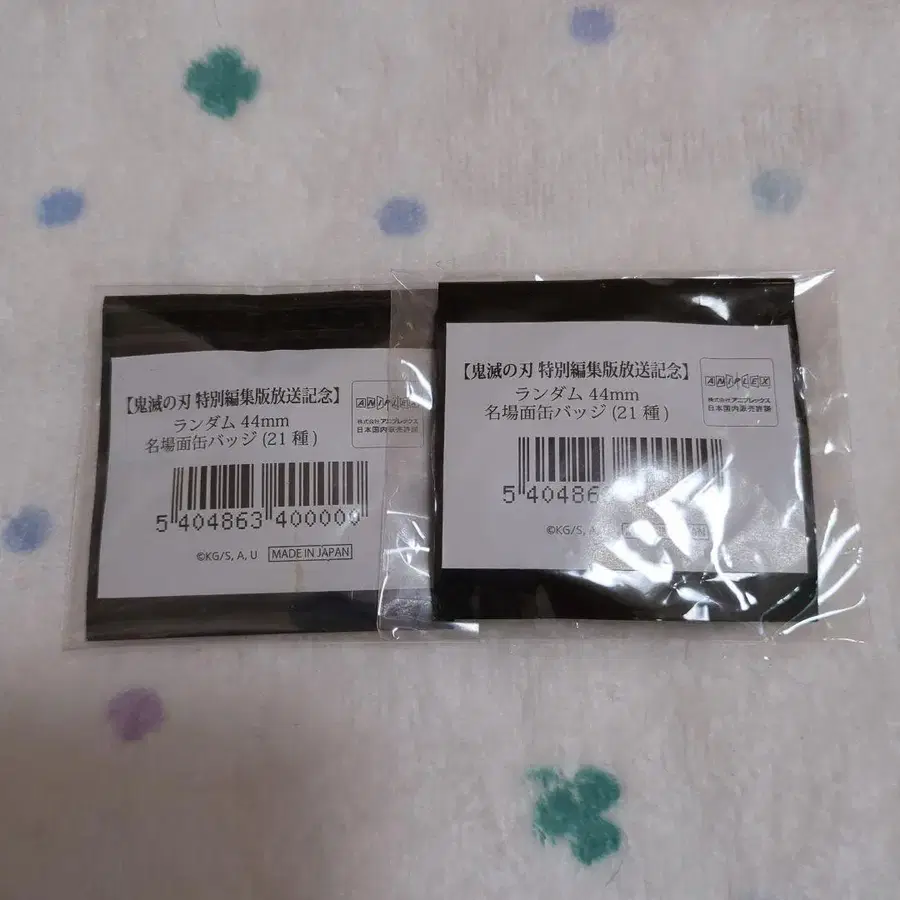 【鬼滅の刃 特別編集版放送記念】
ランダム 44mm
名場面缶バッジ (21 種 )
ANIPLEX
株式会社 アニプレックス
日本国内販売許諾
5 404863 400000
©KG/S, A, U
MADE IN JAPAN
【鬼滅の刃 特別編集版放送記念】
ランダム 44mm
名場面缶バッジ (21 種 )
ANIPLEX
株式会社 アニプレックス
日本国内販売許諾
5 40486
©KG/S, A, U